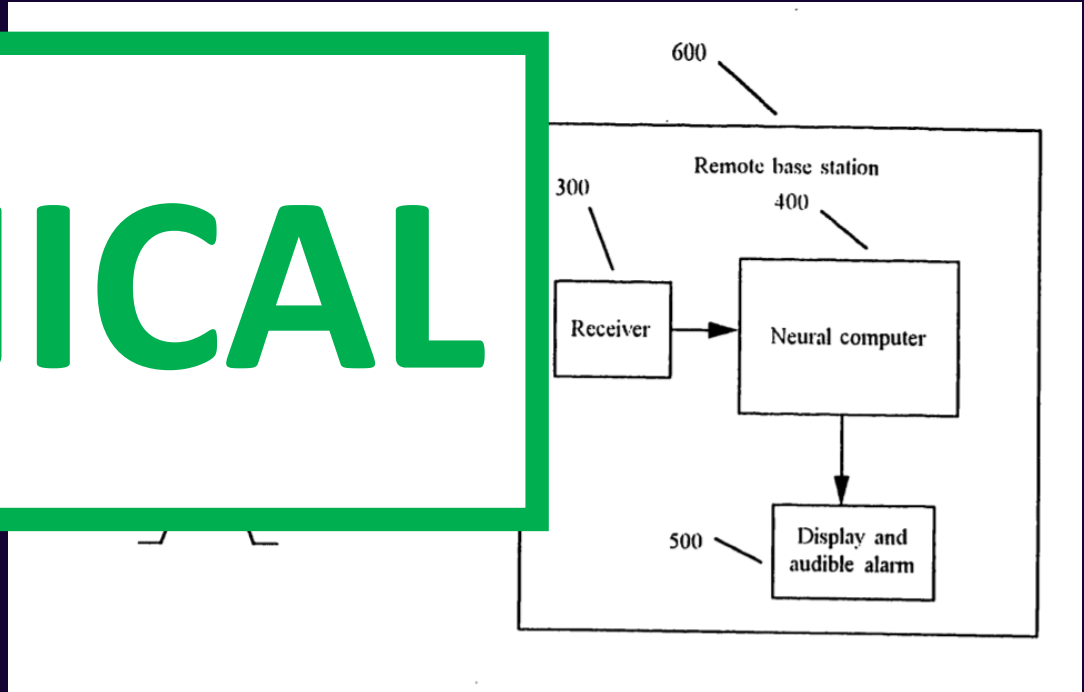 600
Remote base station
300
400
ICAL
Receiver
Neural computer
500
Display and
audible alarm